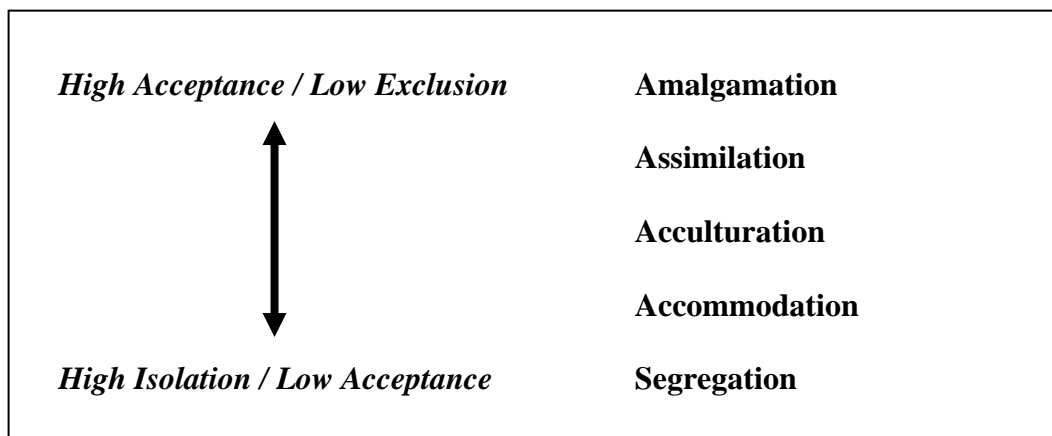 High Acceptance / Low Exclusion Amalgamation
Assimilation
Acculturation
Accommodation
High Isolation / Low Acceptance Segregation